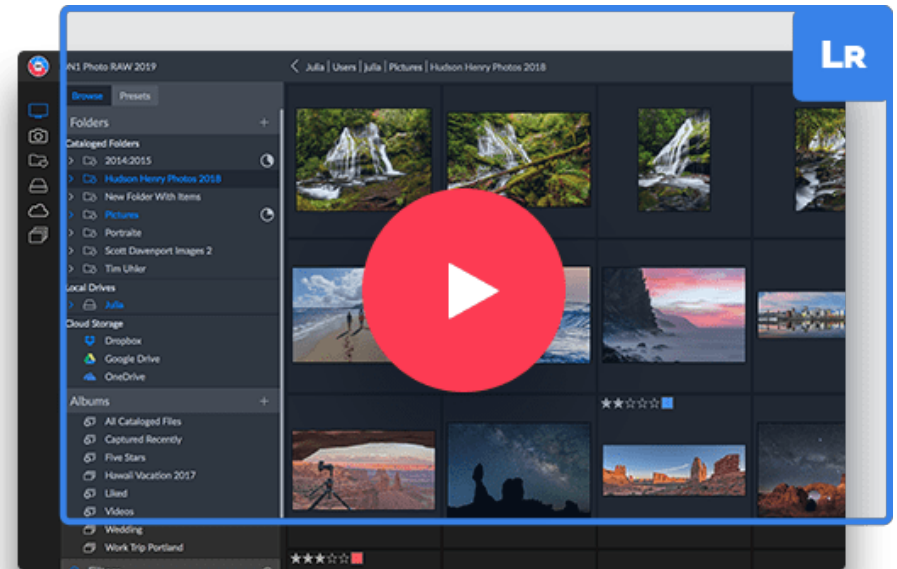 LR
ON1 Photo RAW 2019
Julia | Users | julia | Pictures | Hudson Henry Photos 2018
Browse Presets
Folders
Cataloged Folders
2014:2015
Hudson Henry Photos 2018
New Folder With Items
Pictures
Portraite
Scott Davenport Images 2
Tim Uhler
Local Drives
Julia
Cloud Storage
Dropbox
Google Drive
OneDrive
Albums
All Cataloged Files
Captured Recently
Five Stars
Hawaii Vacation 2017
Liked
Videos
Wedding
Work Trip Portland